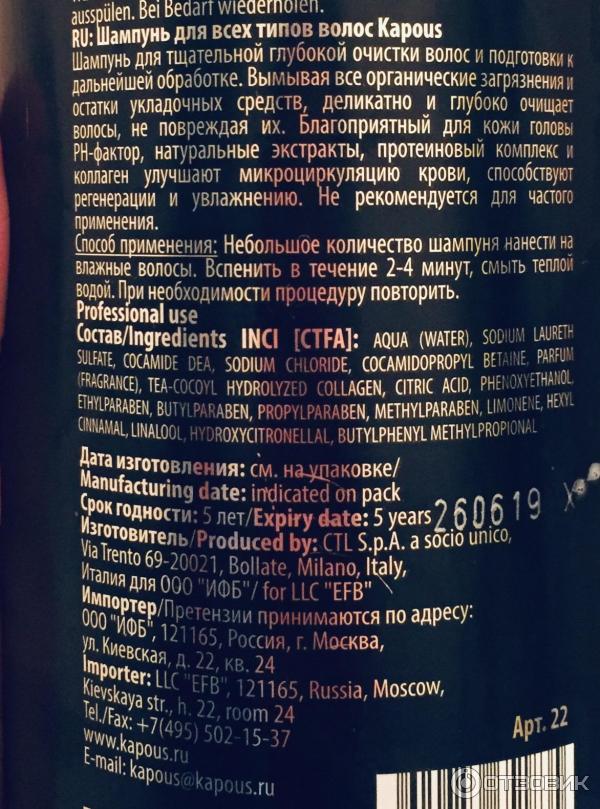 ausspülen. Bei Bedarf wiederholen.
RU: Шампунь для всех типов волос Kapous
Шампунь для тщательной глубокой очистки волос и подготовки к
дальнейшей обработке. Вымывая все органические загрязнения и
остатки укладочных средств, деликатно и глубоко очищает
волосы, не повреждая их. Благоприятный для кожи головы
PH-фактор, натуральные экстракты, протеиновый комплекс и
коллаген улучшают микроциркуляцию крови, способствуют
регенерации и увлажнению. Не рекомендуется для частого
применения.
Способ применения: Небольшое количество шампуня нанести на
влажные волосы. Вспенить в течение 2-4 минут, смыть теплой
водой. При необходимости процедуру повторить.
Professional use
Состав/Ingredients INCI [CTFA]: AQUA (WATER), SODIUM LAURETH
SULFATE, COCAMIDE DEA, SODIUM CHLORIDE, COCAMIDOPROPYL BETAINE, PARFUM
(FRAGRANCE), TEA-COCOYL HYDROLYZED COLLAGEN, CITRIC ACID, PHENOXYETHANOL,
ETHYLPARABEN, BUTYLPARABEN, PROPYLPARABEN, METHYLPARABEN, LIMONENE, HEXYL
CINNAMAL, LINALOOL, HYDROXYCITRONELLAL, BUTYLPHENYL METHYLPROPIONAL
Дата изготовления: см. на упаковке/
Manufacturing date: indicated on pack
Срок годности: 5 лет/Expiry date: 5 years 260619
Изготовитель/Produced by: CTL S.p.A. a socio unico,
Via Trento 69-20021, Bollate, Milano, Italy,
Италия для ООО "ИФБ"/ for LLC "EFB"
Импортер/Претензии принимаются по адресу:
ООО "ИФБ", 121165, Россия, г. Москва,
ул. Киевская, д. 22, кв. 24
Importer: LLC "EFB", 121165, Russia, Moscow,
Kievskaya str., h. 22, room 24
Tel./Fax: +7(495) 502-15-37
www.kapous.ru
E-mail: kapous@kapous.ru
Арт. 22
ОТЗОВИК